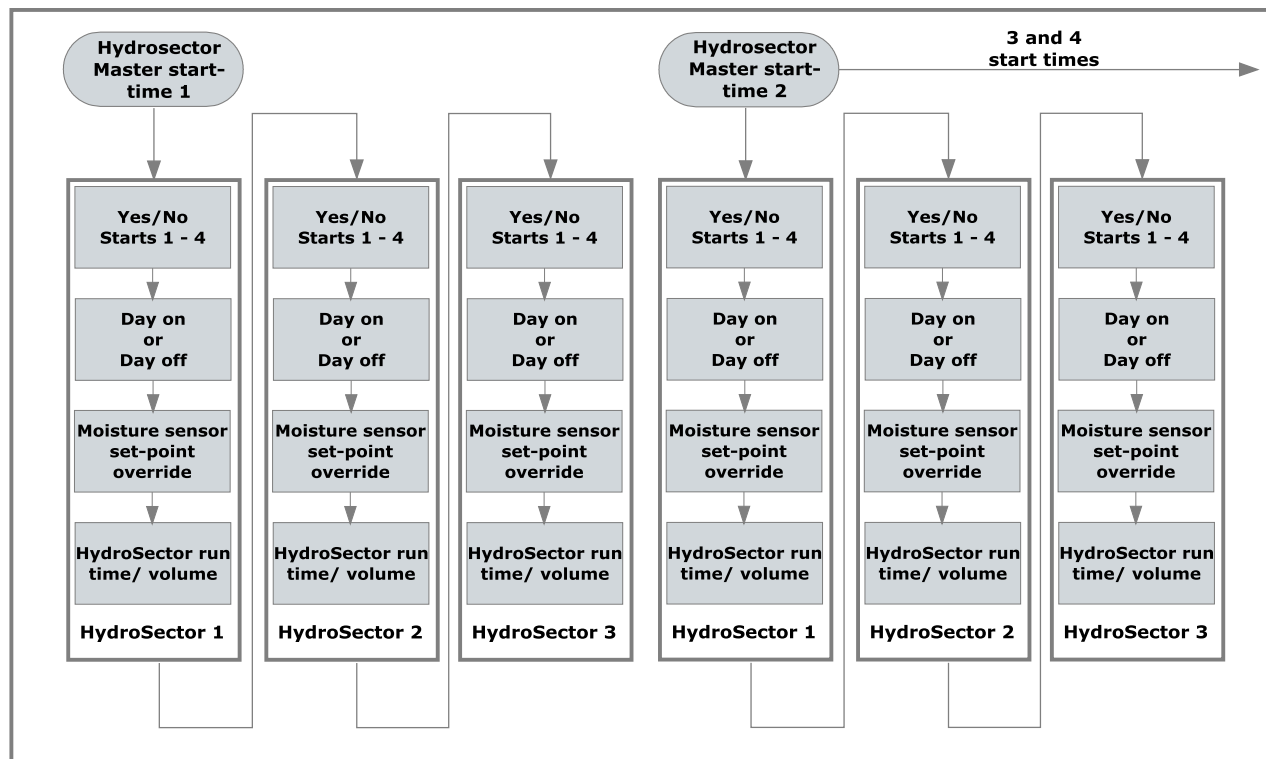 Hydrosector
Master start-
time 1
Hydrosector
Master start-
time 2
3 and 4
start times
Yes/No
Starts 1 - 4
Day on
or
Day off
Moisture sensor
set-point
override
HydroSector run
time/ volume
HydroSector 1
Yes/No
Starts 1 - 4
Day on
or
Day off
Moisture sensor
set-point
override
HydroSector run
time/ volume
HydroSector 2
Yes/No
Starts 1 - 4
Day on
or
Day off
Moisture sensor
set-point
override
HydroSector run
time/ volume
HydroSector 3
Yes/No
Starts 1 - 4
Day on
or
Day off
Moisture sensor
set-point
override
HydroSector run
time/ volume
HydroSector 1
Yes/No
Starts 1 - 4
Day on
or
Day off
Moisture sensor
set-point
override
HydroSector run
time/ volume
HydroSector 2
Yes/No
Starts 1 - 4
Day on
or
Day off
Moisture sensor
set-point
override
HydroSector run
time/ volume
HydroSector 3